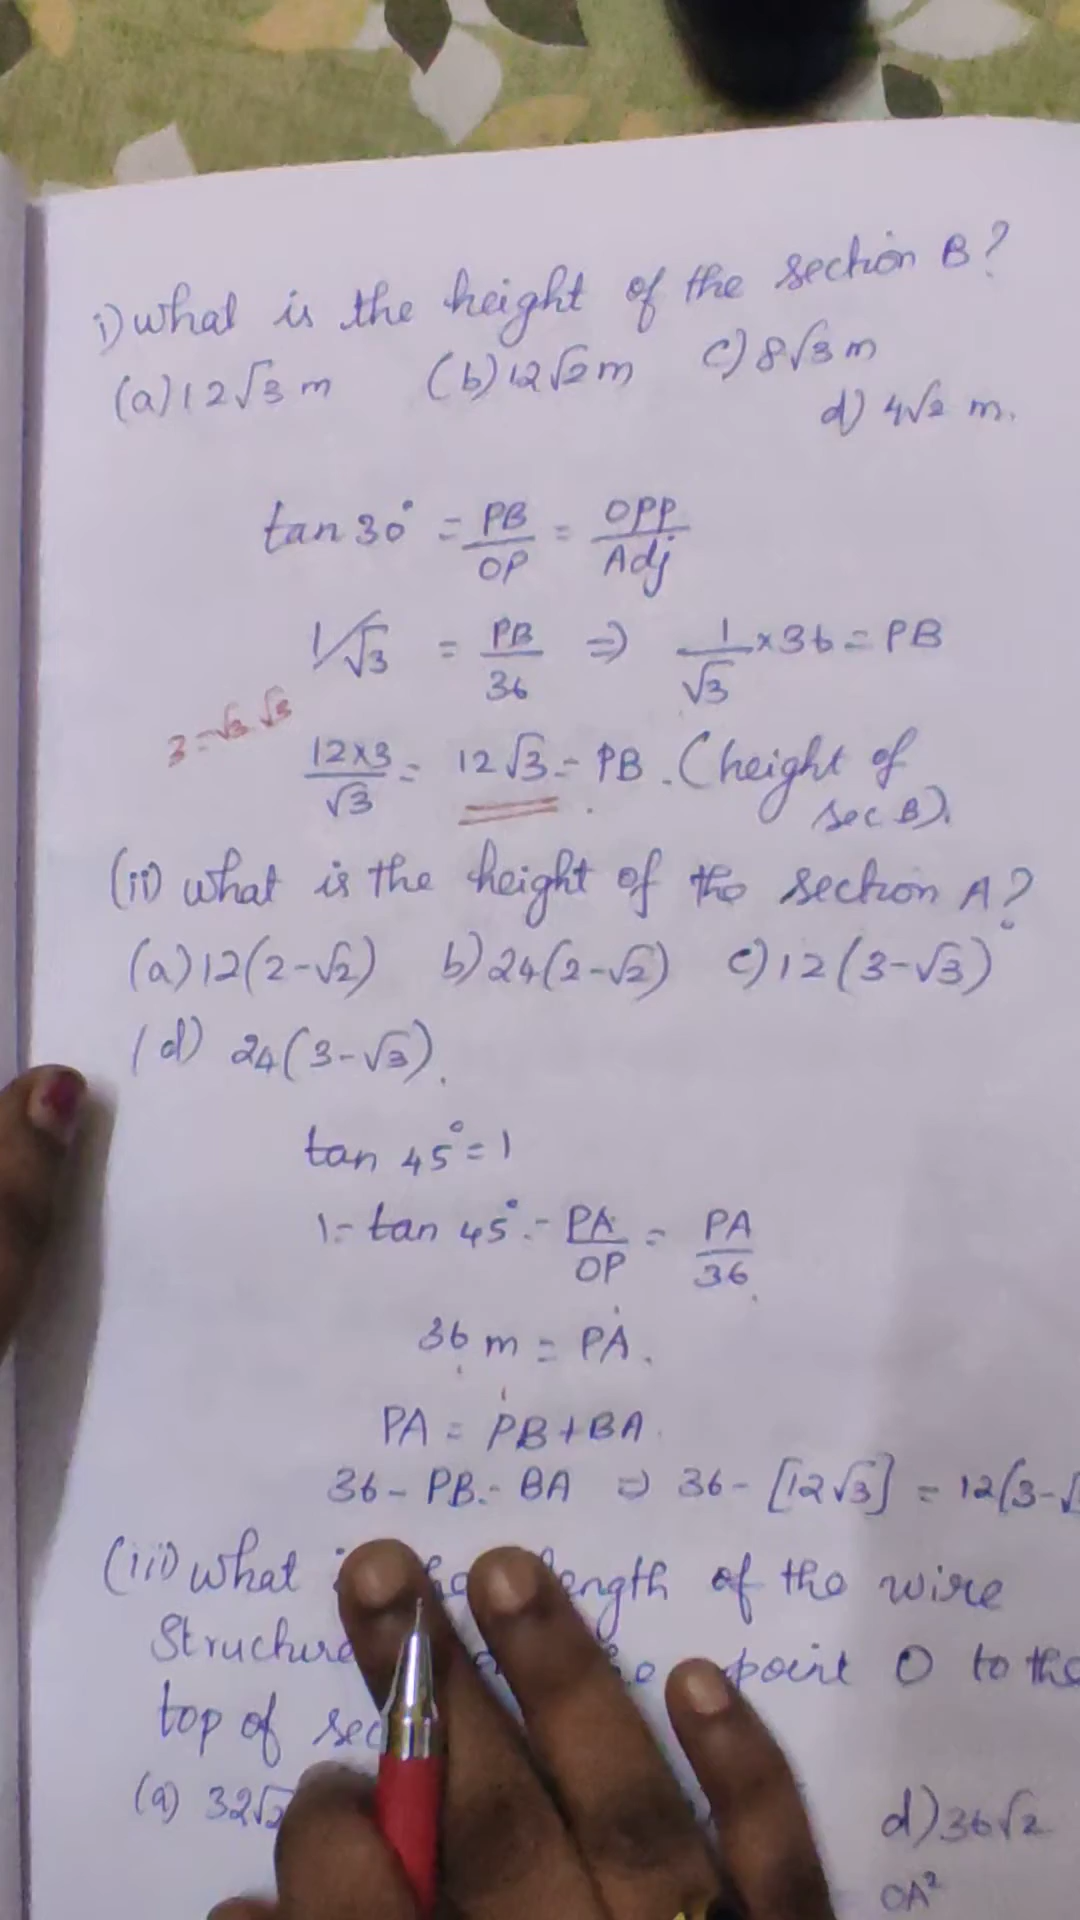 i) What is the height of the section B?
(a) 12√3 m (b) 12√2 m c) 8√3 m
d) 4√2 m.
tan 30° = PB/OP = OPP/Adj
1/√3 = PB/36 ⇒ 1/√3 × 36 = PB
3 = √3 √3
12×3/√3 = 12√3 = PB. (height of
sec B).
(ii) What is the height of the section A?
(a) 12(2-√2) b) 24(2-√2) c) 12(3-√3)
(d) 24(3-√3).
tan 45° = 1
1 = tan 45° = PA/OP = PA/36
36 m = PA.
PA = PB + BA.
36 - PB = BA ⇒ 36 - [12√3] = 12(3-√
(iii) What length of the wire
Structure point O to the
top of sec
(a) 32√2 d) 36√2
OA²